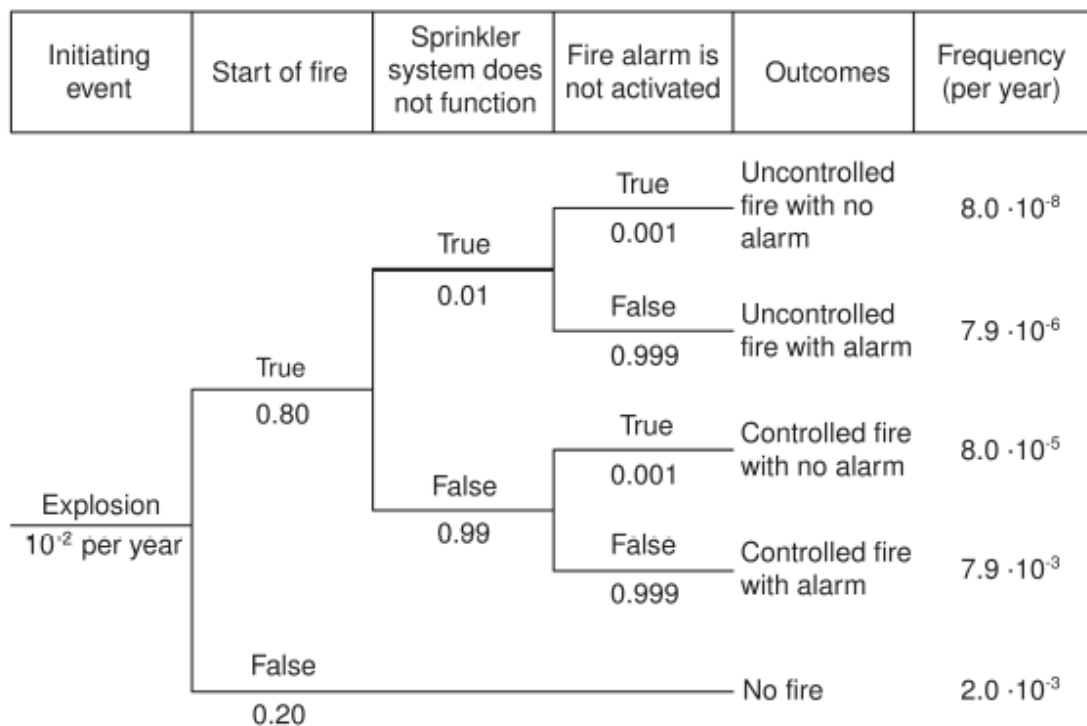 Initiating
event
Start of fire
Sprinkler
system does
not function
Fire alarm is
not activated
Outcomes
Frequency
(per year)
True
0.001
Uncontrolled
fire with no
alarm
8.0 ·10⁻⁸
True
0.01
False
0.999
Uncontrolled
fire with alarm
7.9 ·10⁻⁶
True
0.80
True
0.001
Controlled fire
with no alarm
8.0 ·10⁻⁵
False
0.99
Explosion
10⁻² per year
False
0.999
Controlled fire
with alarm
7.9 ·10⁻³
False
0.20
No fire
2.0 ·10⁻³